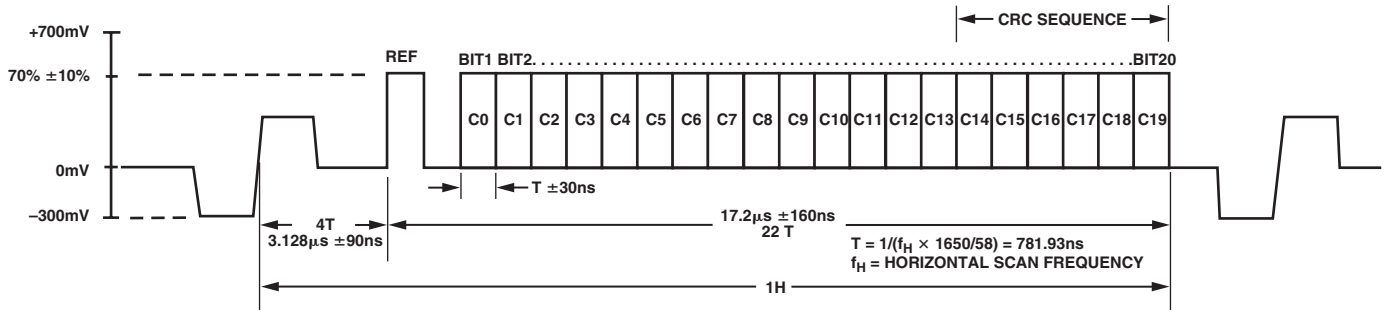 CRC SEQUENCE
+700mV
REF
BIT1 BIT2. . . . . . . . . . . . . . . . . . . . . . . . . . . . . . . . . . . . . . . . . . . . . . . . . . . . . . . . . . . . . . . . .BIT20
70% ±10%
C0 C1 C2 C3 C4 C5 C6 C7 C8 C9 C10 C11 C12 C13 C14 C15 C16 C17 C18 C19
0mV
T ±30ns
–300mV
4T
3.128µs ±90ns
17.2µs ±160ns
22 T
T = 1/(fH × 1650/58) = 781.93ns
fH = HORIZONTAL SCAN FREQUENCY
1H